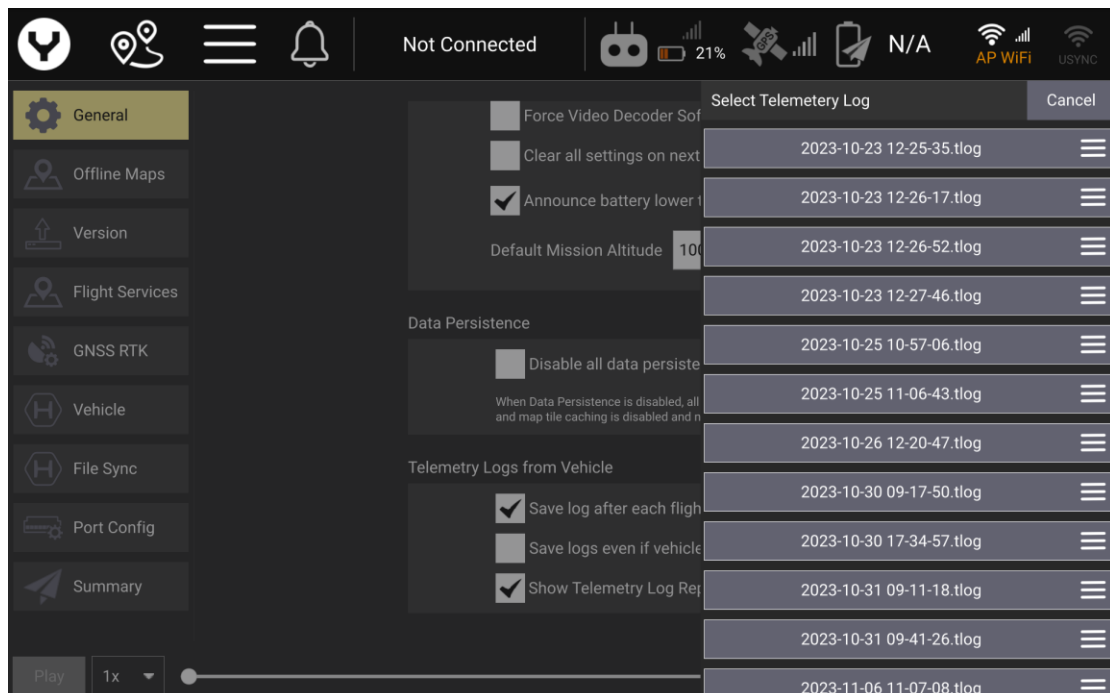 Not Connected
21%
GPS
N/A
AP WiFi
USYNC
General
Offline Maps
Version
Flight Services
GNSS RTK
Vehicle
File Sync
Port Config
Summary
Play
1x
Force Video Decoder Sof
Clear all settings on next
Announce battery lower
Default Mission Altitude
Data Persistence
Disable all data persiste
When Data Persistence is disabled, all
and map tile caching is disabled and
Telemetry Logs from Vehicle
Save log after each fligh
Save logs even if vehicle
Show Telemetry Log Rep
Select Telemetery Log
Cancel
2023-10-23 12-25-35.tlog
2023-10-23 12-26-17.tlog
2023-10-23 12-26-52.tlog
2023-10-23 12-27-46.tlog
2023-10-25 10-57-06.tlog
2023-10-25 11-06-43.tlog
2023-10-26 12-20-47.tlog
2023-10-30 09-17-50.tlog
2023-10-30 17-34-57.tlog
2023-10-31 09-11-18.tlog
2023-10-31 09-41-26.tlog
2023-11-06 11-07-08.tlog